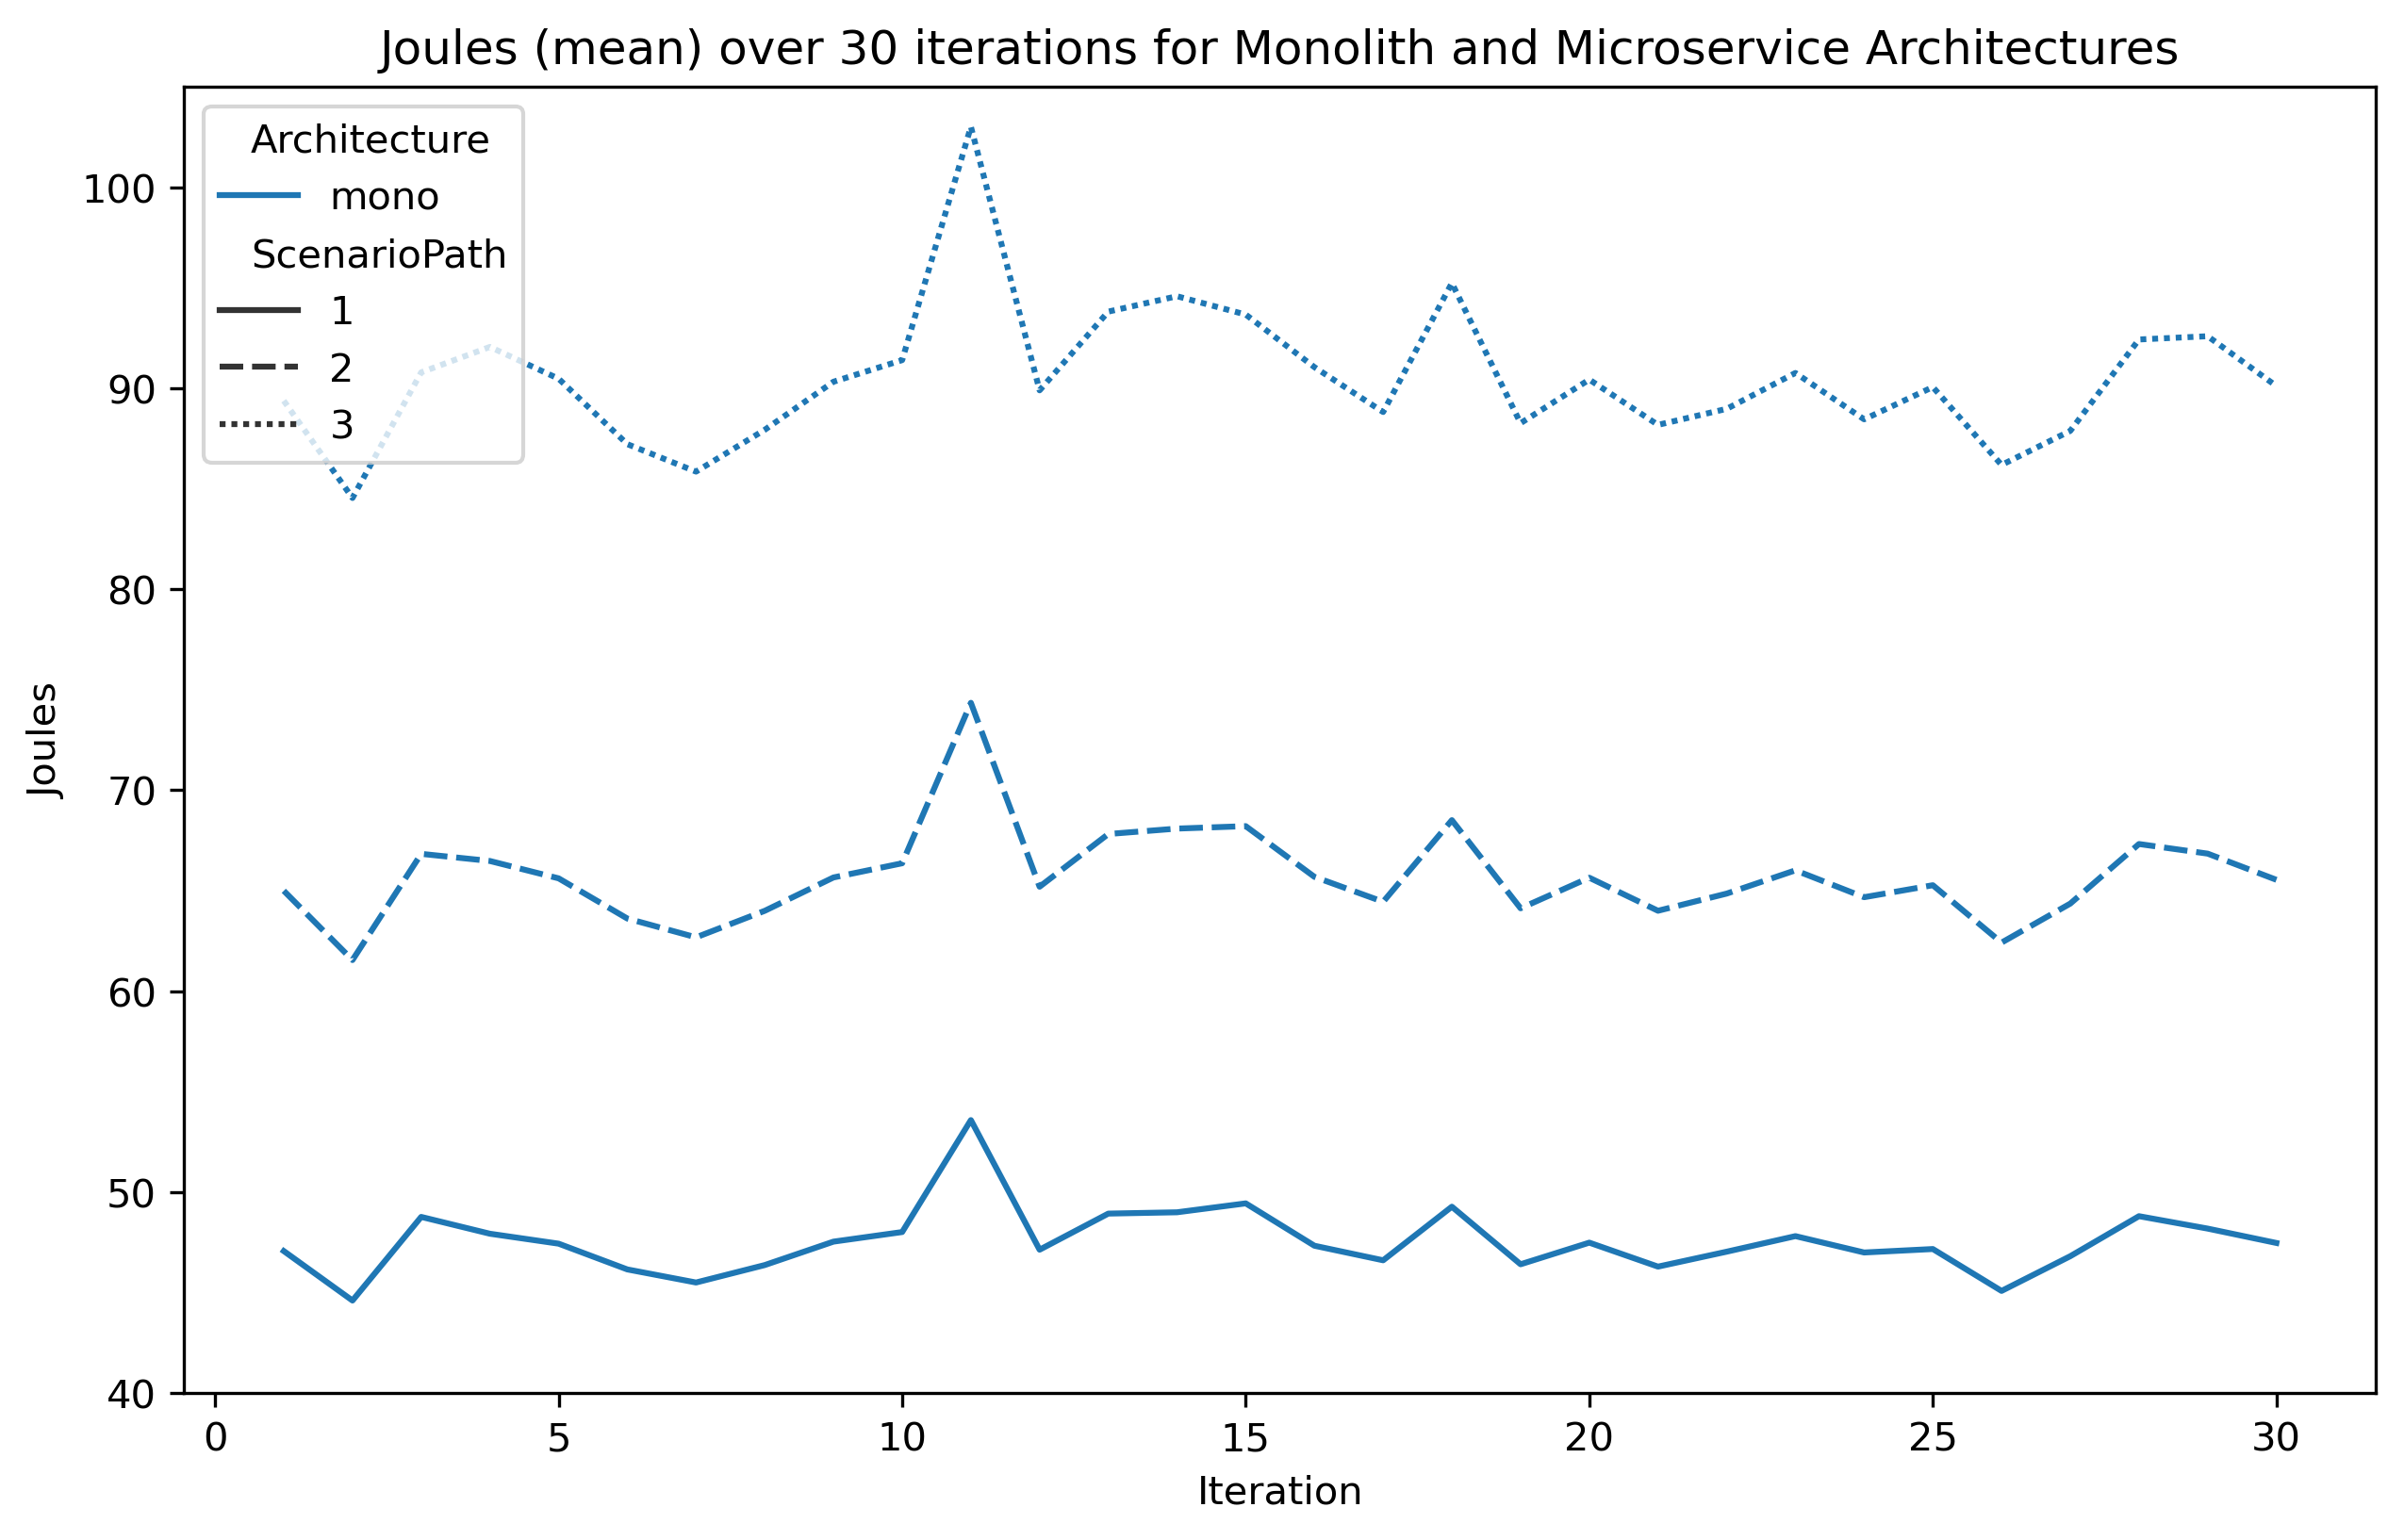 Joules (mean) over 30 iterations for Monolith and Microservice Architectures
Architecture
mono
ScenarioPath
1
2
3
100
90
80
70
60
50
40
Joules
0 5 10 15 20 25 30
Iteration